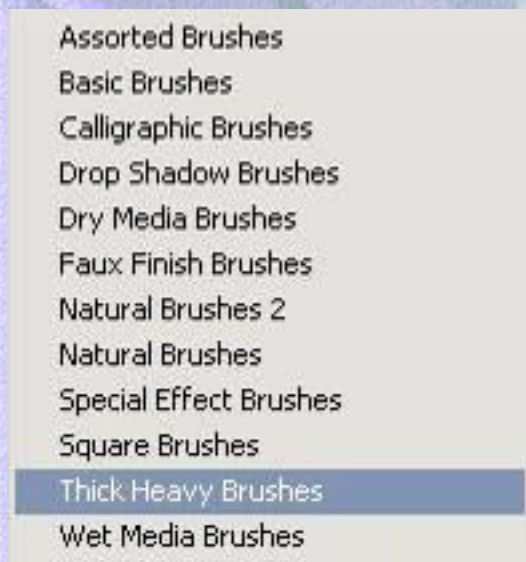 Assorted Brushes
Basic Brushes
Calligraphic Brushes
Drop Shadow Brushes
Dry Media Brushes
Faux Finish Brushes
Natural Brushes 2
Natural Brushes
Special Effect Brushes
Square Brushes
Thick Heavy Brushes
Wet Media Brushes